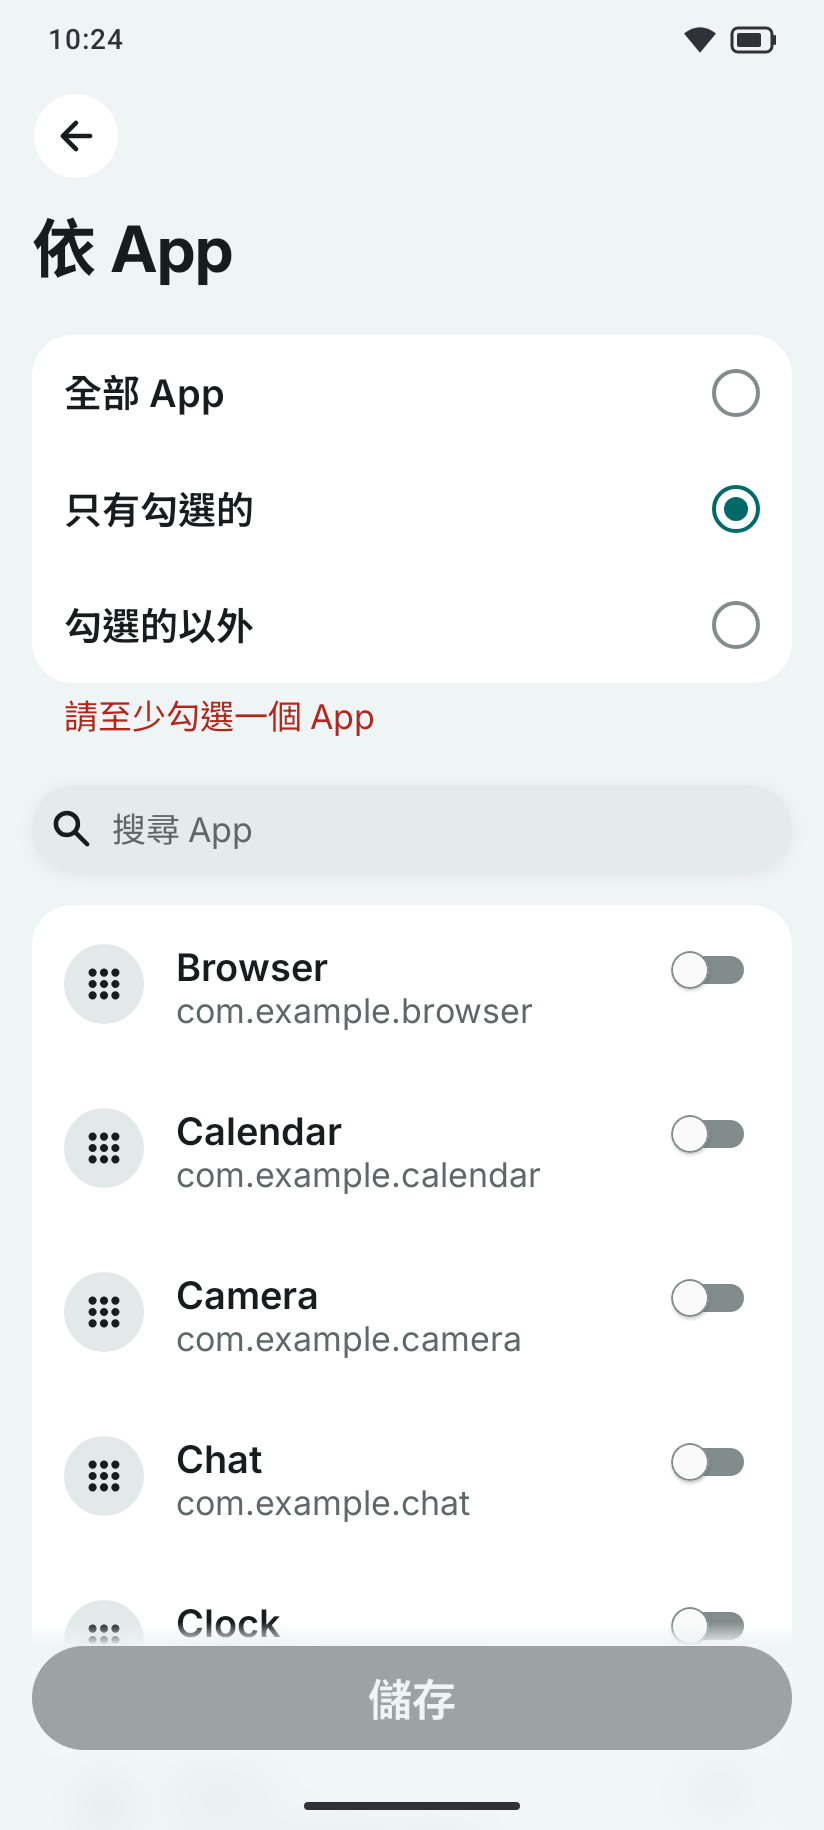 10:24
依 App
全部 App
只有勾選的
勾選的以外
請至少勾選一個 App
搜尋 App
Browser
com.example.browser
Calendar
com.example.calendar
Camera
com.example.camera
Chat
com.example.chat
Clock
儲存